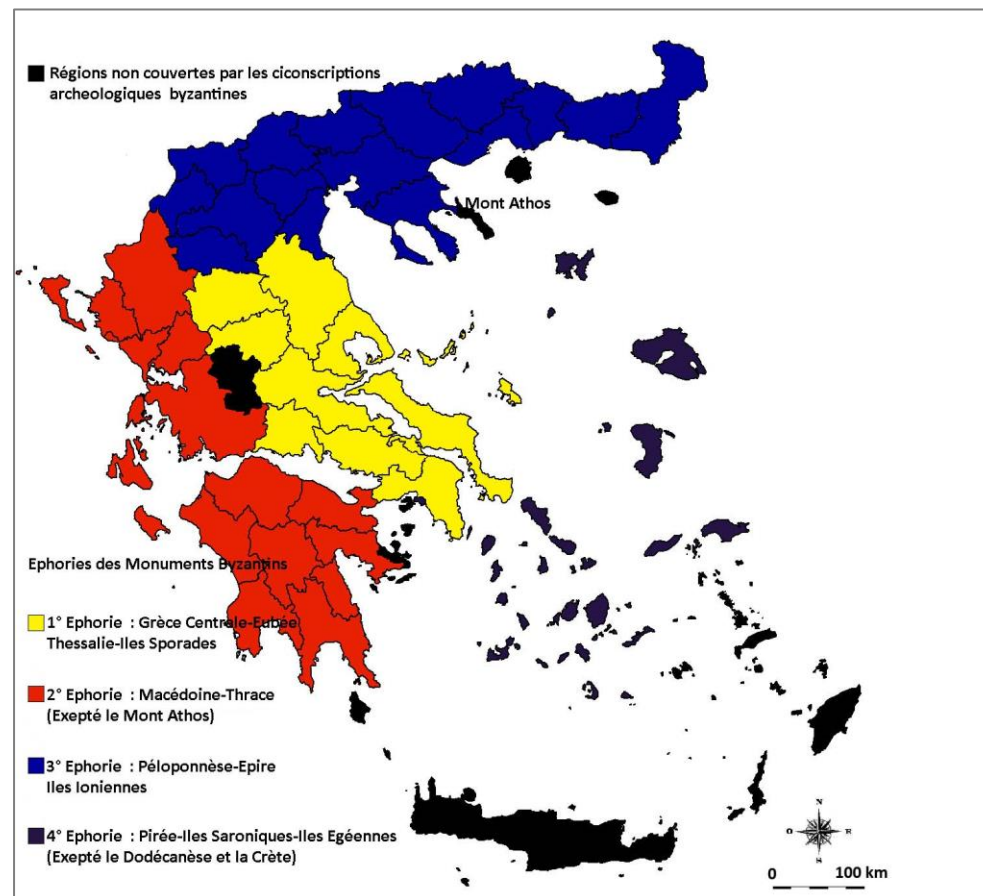 Régions non couvertes par les ciconscriptions
archeologiques byzantines
Mont Athos
Ephories des Monuments Byzantins
1° Ephorie : Grèce Centrale-Eubée
Thessalie-Iles Sporades
2° Ephorie : Macédoine-Thrace
(Exepté le Mont Athos)
3° Ephorie : Péloponnèse-Epire
Iles Ioniennes
4° Ephorie : Pirée-Iles Saroniques-Iles Egéennes
(Exepté le Dodécanèse et la Crète)
N
O E
S
0 100 km